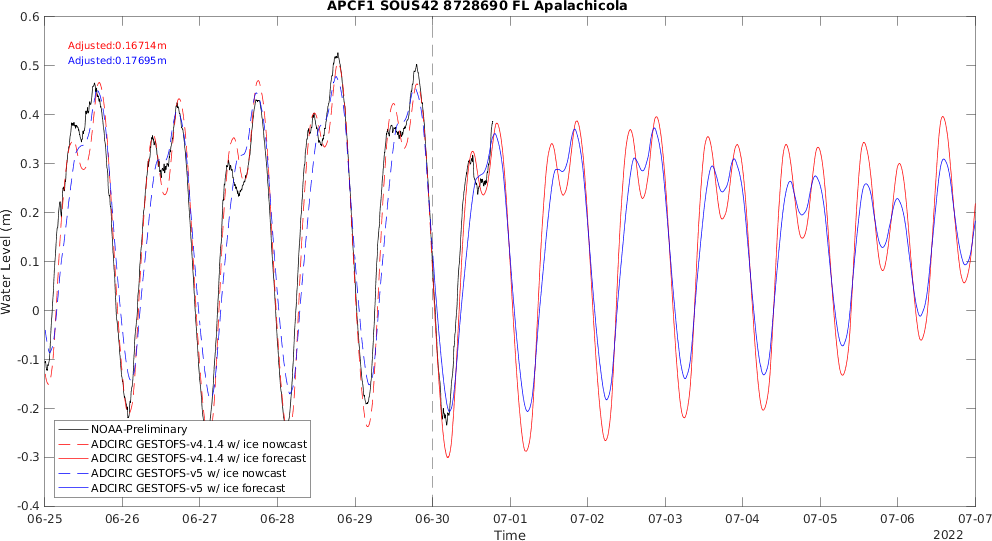 APCF1 SOUS42 8728690 FL Apalachicola
0.6
0.5
0.4
0.3
0.2
0.1
0
-0.1
-0.2
-0.3
-0.4
Water Level (m)
Adjusted:0.16714m
Adjusted:0.17695m
NOAA-Preliminary
ADCIRC GESTOFS-v4.1.4 w/ ice nowcast
ADCIRC GESTOFS-v4.1.4 w/ ice forecast
ADCIRC GESTOFS-v5 w/ ice nowcast
ADCIRC GESTOFS-v5 w/ ice forecast
06-25 06-26 06-27 06-28 06-29 06-30 07-01 07-02 07-03 07-04 07-05 07-06 07-07
Time
2022